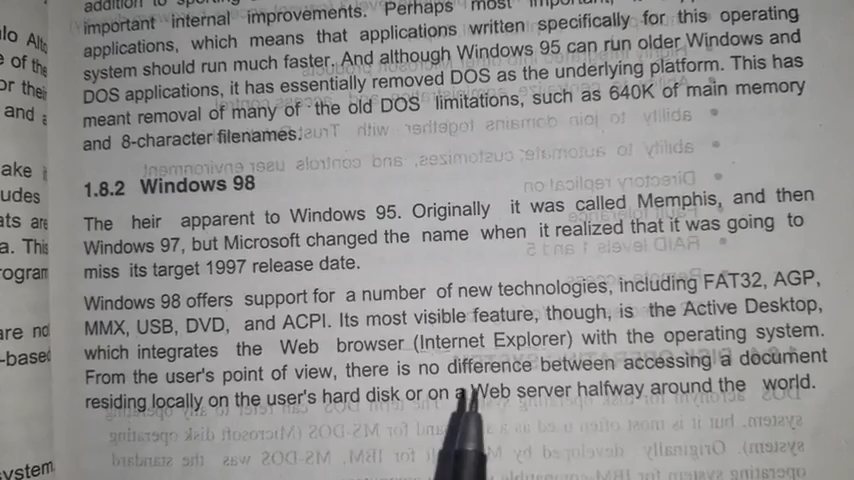 addition to
important internal improvements. Perhaps most
applications, which means that applications written specifically for this operating
system should run much faster. And although Windows 95 can run older Windows and
DOS applications, it has essentially removed DOS as the underlying platform. This has
meant removal of many of the old DOS limitations, such as 640K of main memory
and 8-character filenames.
1.8.2 Windows 98
The heir apparent to Windows 95. Originally it was called Memphis, and then
Windows 97, but Microsoft changed the name when it realized that it was going to
miss its target 1997 release date.
Windows 98 offers support for a number of new technologies, including FAT32, AGP,
MMX, USB, DVD, and ACPI. Its most visible feature, though, is the Active Desktop,
which integrates the Web browser (Internet Explorer) with the operating system.
From the user's point of view, there is no difference between accessing a document
residing locally on the user's hard disk or on a Web server halfway around the world.